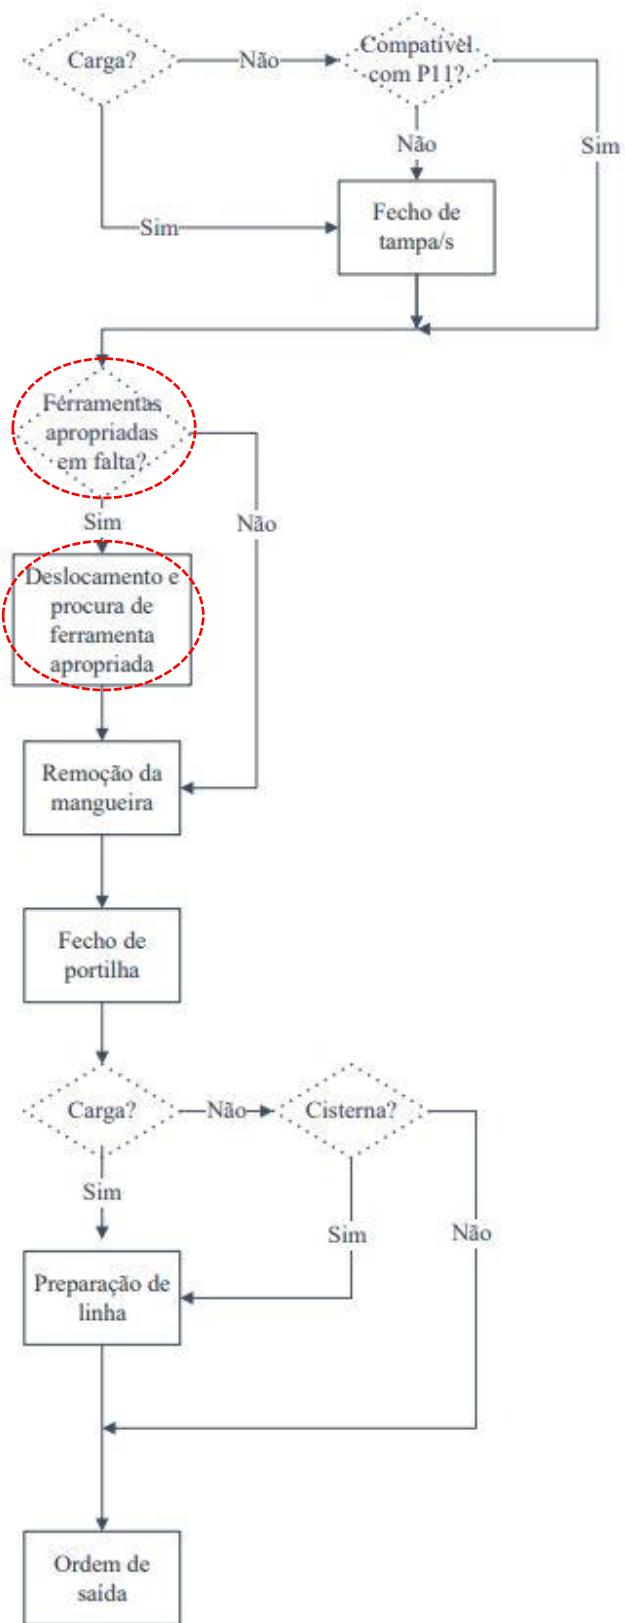 Carga?
Não
Compatível
com P11?
Não
Sim
Sim
Fecho de
tampa/s
Ferramentas
apropriadas
em falta?
Sim
Não
Deslocamento e
procura de
ferramenta
apropriada
Remoção da
mangueira
Fecho de
portilha
Carga?
Não
Cisterna?
Sim
Sim
Não
Preparação de
linha
Ordem de
saída